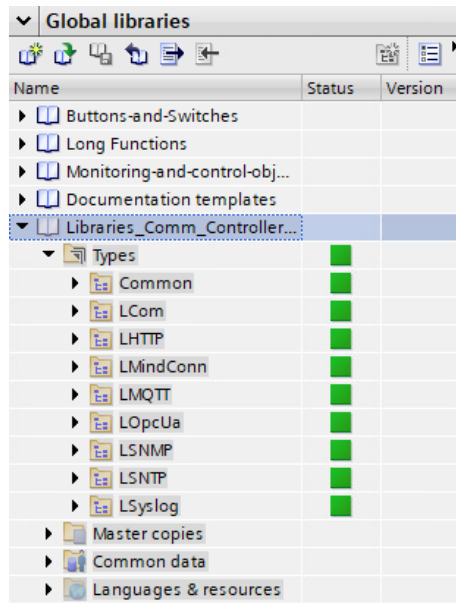 Global libraries
Name Status Version
Buttons-and-Switches
Long Functions
Monitoring-and-control-obj...
Documentation templates
Libraries_Comm_Controller...
Types
Common
LCom
LHTTP
LMindConn
LMQTT
LOpcUa
LSNMP
LSNTP
LSyslog
Master copies
Common data
Languages & resources